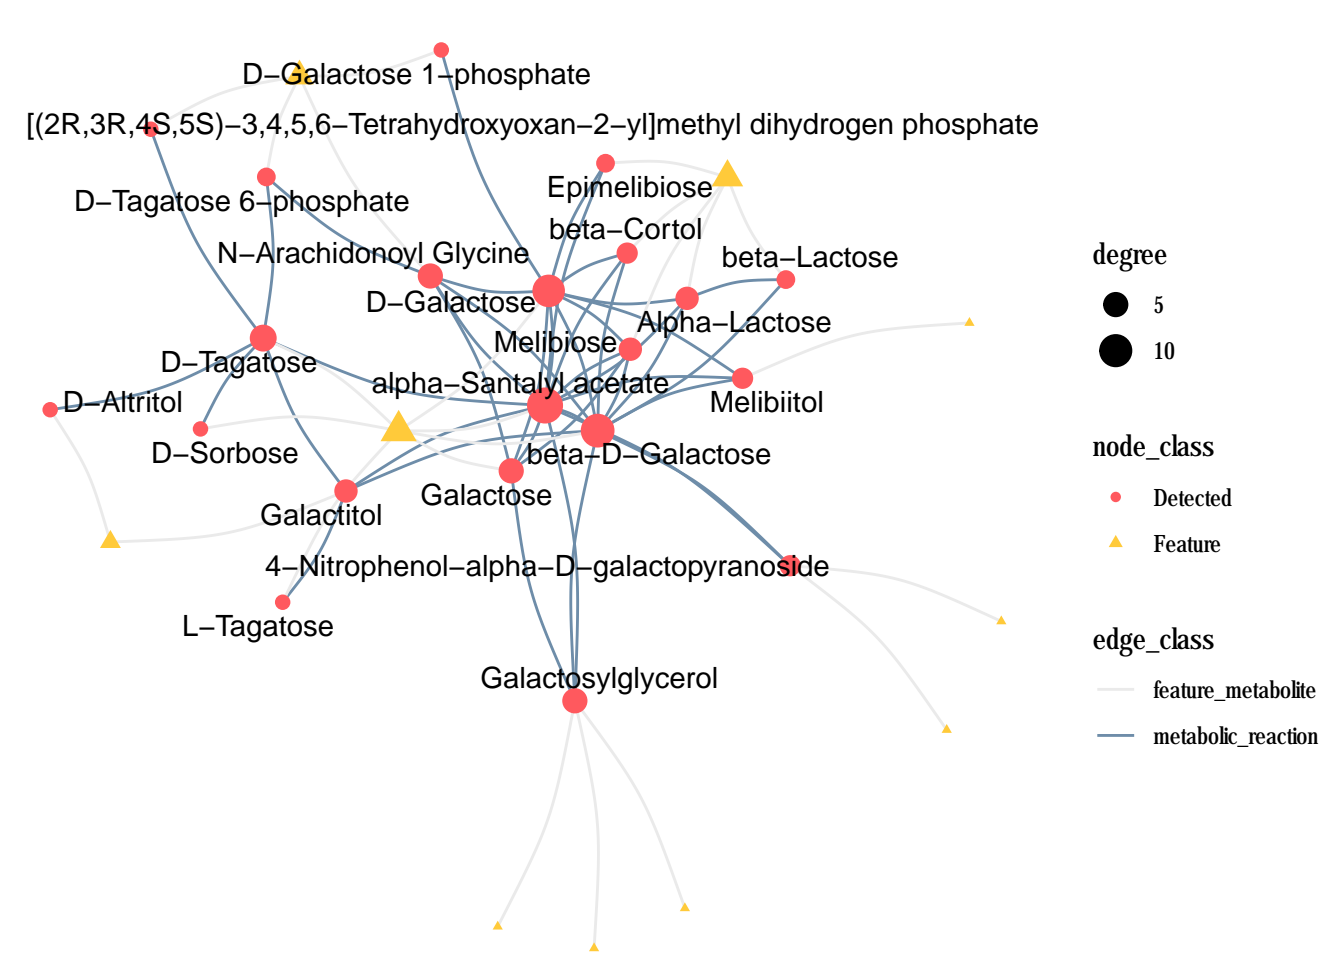 D−Galactose 1−phosphate
[(2R,3R,4S,5S)−3,4,5,6−Tetrahydroxyoxan−2−yl]methyl dihydrogen phosphate
Epimelibiose
D−Tagatose 6−phosphate
beta−Cortol
N−Arachidonoyl Glycine
beta−Lactose
D−Galactose
Alpha−Lactose
Melibiose
D−Tagatose
alpha−Santalyl acetate
D−Altritol
Melibiitol
D−Sorbose
beta−D−Galactose
Galactose
Galactitol
4−Nitrophenol−alpha−D−galactopyranoside
L−Tagatose
Galactosylglycerol
degree
5
10
node_class
Detected
Feature
edge_class
feature_metabolite
metabolic_reaction